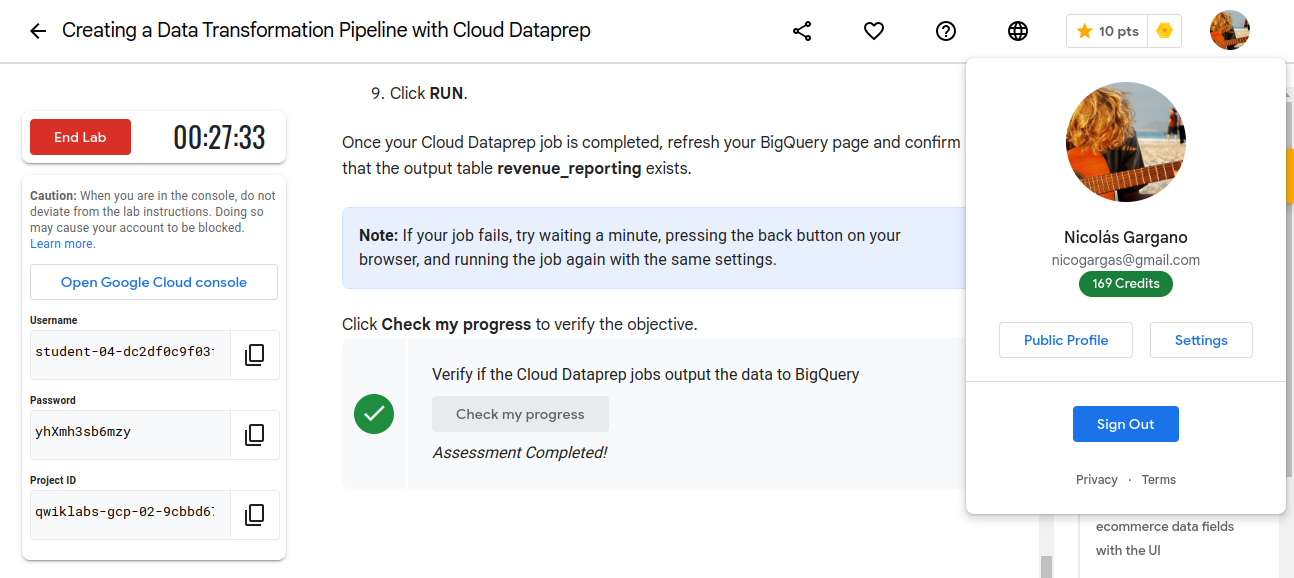 Creating a Data Transformation Pipeline with Cloud Dataprep
10 pts
End Lab
00:27:33
Caution: When you are in the console, do not
deviate from the lab instructions. Doing so
may cause your account to be blocked.
Learn more.
Open Google Cloud console
Username
student-04-dc2df0c9f03
Password
yhXmh3sb6mzy
Project ID
qwiklabs-gcp-02-9cbbd6
9. Click RUN.
Once your Cloud Dataprep job is completed, refresh your BigQuery page and confirm
that the output table revenue_reporting exists.
Note: If your job fails, try waiting a minute, pressing the back button on your
browser, and running the job again with the same settings.
Click Check my progress to verify the objective.
Verify if the Cloud Dataprep jobs output the data to BigQuery
Check my progress
Assessment Completed!
Nicolás Gargano
nicogargas@gmail.com
169 Credits
Public Profile
Settings
Sign Out
Privacy · Terms
ecommerce data fields
with the UI